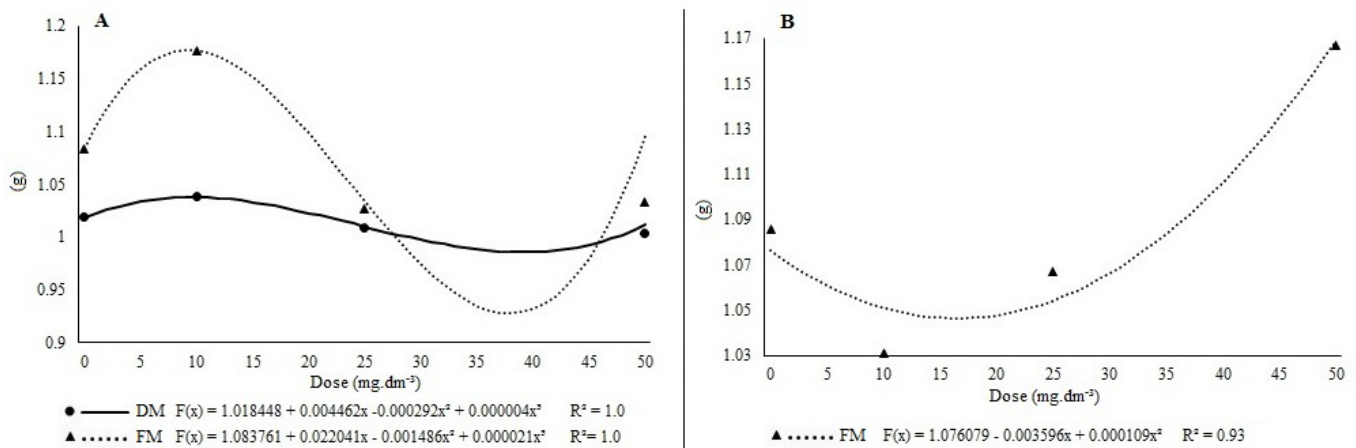 A
1.2
1.15
1.1
1.05
1
0.95
0.9
(g)
0 5 10 15 20 25 30 35 40 45 50
Dose (mg.dm⁻³)
DM F(x) = 1.018448 + 0.004462x -0.000292x² + 0.000004x³ R² = 1.0
FM F(x) = 1.083761 + 0.022041x - 0.001486x² + 0.000021x³ R²= 1.0
B
1.17
1.15
1.13
1.11
1.09
1.07
1.05
1.03
(g)
0 5 10 15 20 25 30 35 40 45 50
Dose (mg.dm⁻³)
FM F(x) = 1.076079 - 0.003596x + 0.000109x² R² = 0.93